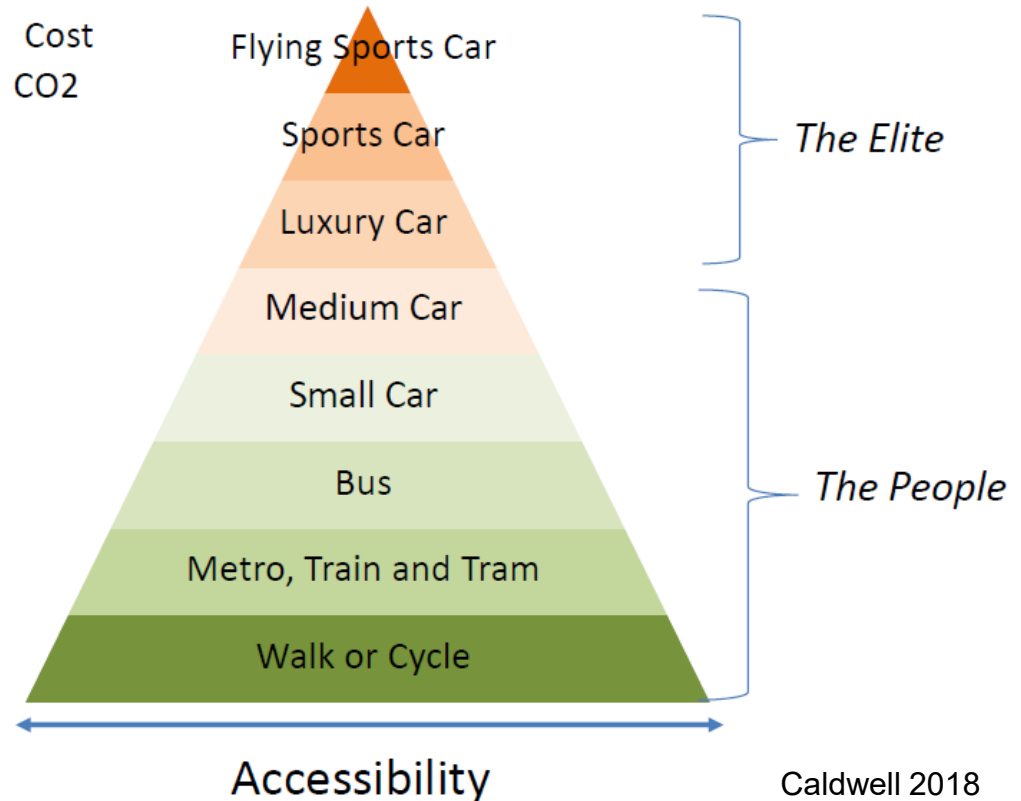 Cost
CO2
Flying Sports Car
Sports Car
The Elite
Luxury Car
Medium Car
Small Car
Bus
The People
Metro, Train and Tram
Walk or Cycle
Accessibility
Caldwell 2018